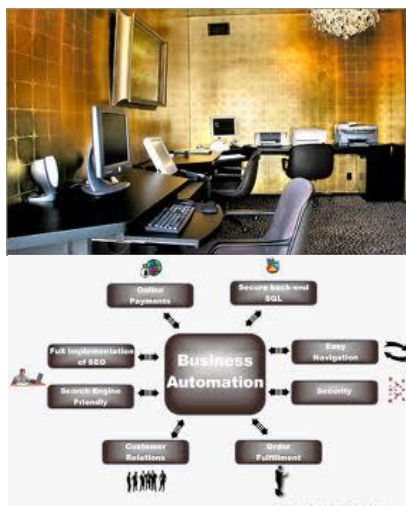 Online
Payments
Secure back-end
SQL
Full Implementation
of SEO
Business
Automation
Easy
Navigation
Search Engine
Friendly
Security
Customer
Relations
Order
Fulfillment